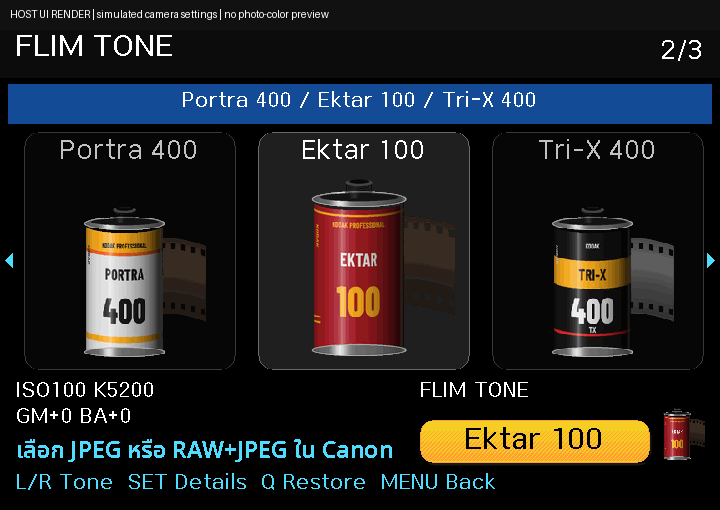 HOST UI RENDER | simulated camera settings | no photo-color preview
FLIM TONE
2/3
Portra 400 / Ektar 100 / Tri-X 400
Portra 400
Ektar 100
Tri-X 400
KODAK PROFESSIONAL
PORTRA
400
KODAK PROFESSIONAL
KODAK
EKTAR
100
KODAK
TRI-X
400
TX
ISO100 K5200
GM+0 BA+0
FLIM TONE
Ektar 100
เลือก JPEG หรือ RAW+JPEG ใน Canon
L/R Tone SET Details Q Restore MENU Back